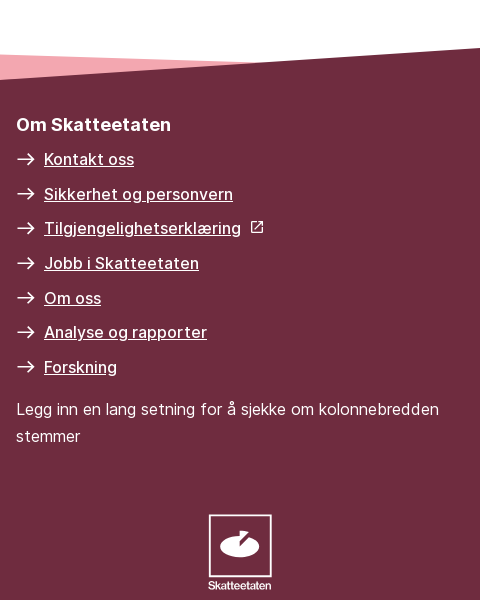 Om Skatteetaten
Kontakt oss
Sikkerhet og personvern
Tilgjengelighetserklæring
Jobb i Skatteetaten
Om oss
Analyse og rapporter
Forskning
Legg inn en lang setning for å sjekke om kolonnebredden
stemmer
Skatteetaten